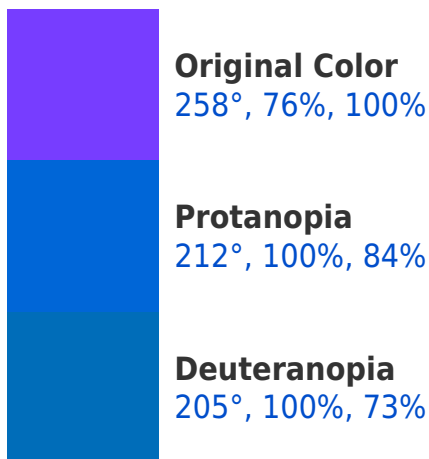 Original Color
258°, 76%, 100%
Protanopia
212°, 100%, 84%
Deuteranopia
205°, 100%, 73%